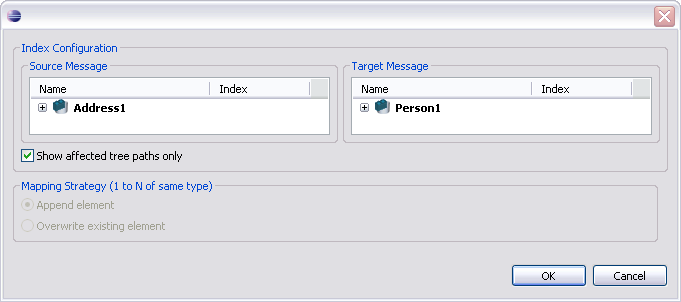 Index Configuration
Source Message
Target Message
Name Index
Name Index
Address1
Person1
Show affected tree paths only
Mapping Strategy (1 to N of same type)
Append element
Overwrite existing element
OK
Cancel